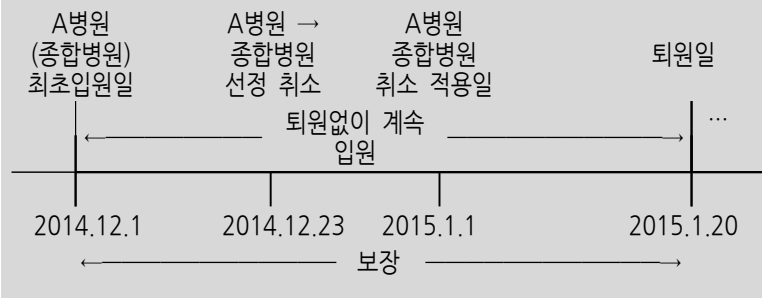 A병원
(종합병원)
최초입원일
A병원 →
종합병원
선정 취소
A병원
종합병원
취소 적용일
퇴원일
…
퇴원없이 계속
입원
2014.12.1
2014.12.23
2015.1.1
2015.1.20
보장